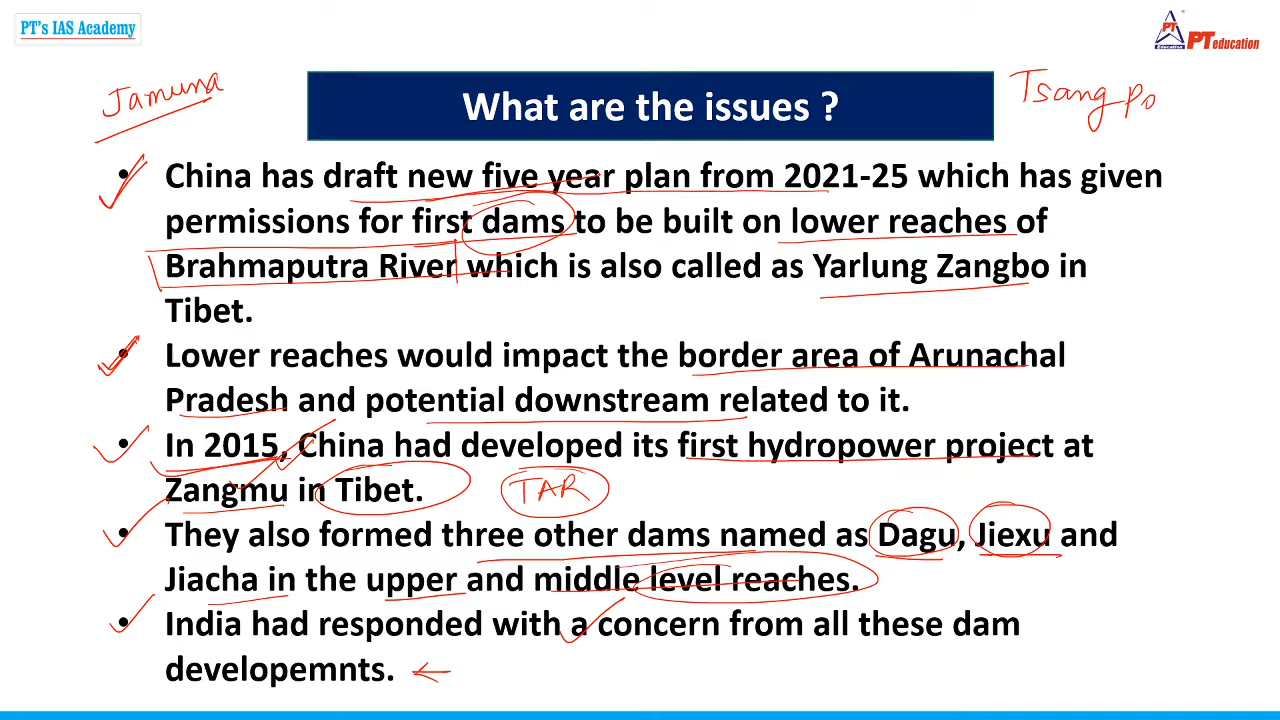 PT's IAS Academy
PT
Education
PTeducation
Jamuna
What are the issues ?
Tsang po
• China has draft new five year plan from 2021-25 which has given
permissions for first dams to be built on lower reaches of
Brahmaputra River which is also called as Yarlung Zangbo in
Tibet.
• Lower reaches would impact the border area of Arunachal
Pradesh and potential downstream related to it.
• In 2015, China had developed its first hydropower project at
Zangmu in Tibet. TAR
• They also formed three other dams named as Dagu, Jiexu and
Jiacha in the upper and middle level reaches.
• India had responded with a concern from all these dam
developemnts.